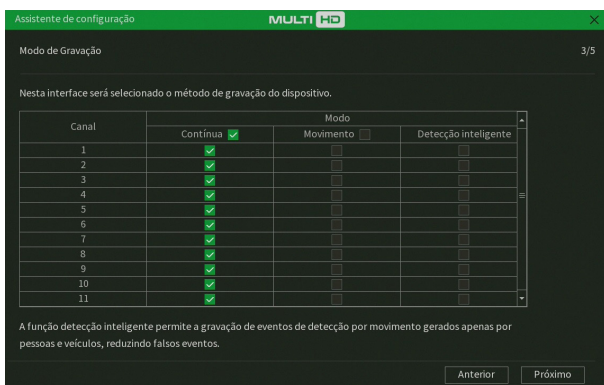 Assistente de configuração
MULTI HD
Modo de Gravação
3/5
Nesta interface será selecionado o método de gravação do dispositivo.
Canal
Modo
Contínua
Movimento
Detecção inteligente
1
2
3
4
5
6
7
8
9
10
11
A função detecção inteligente permite a gravação de eventos de detecção por movimento gerados apenas por
pessoas e veículos, reduzindo falsos eventos.
Anterior
Próximo